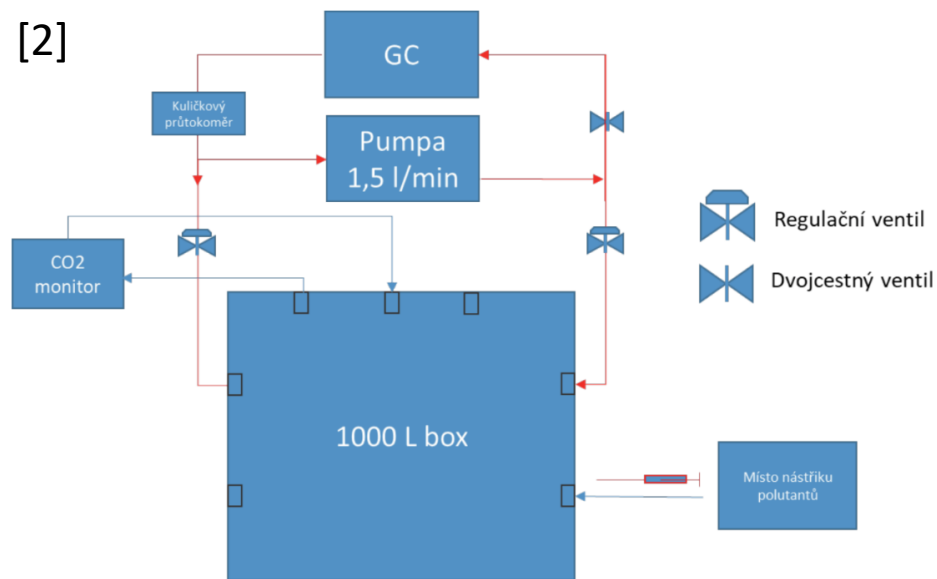 [2]
GC
Kuličkový
průtokoměr
Pumpa
1,5 l/min
Regulační ventil
CO2
monitor
Dvojcestný ventil
1000 L box
Místo nástřiku
polutantů